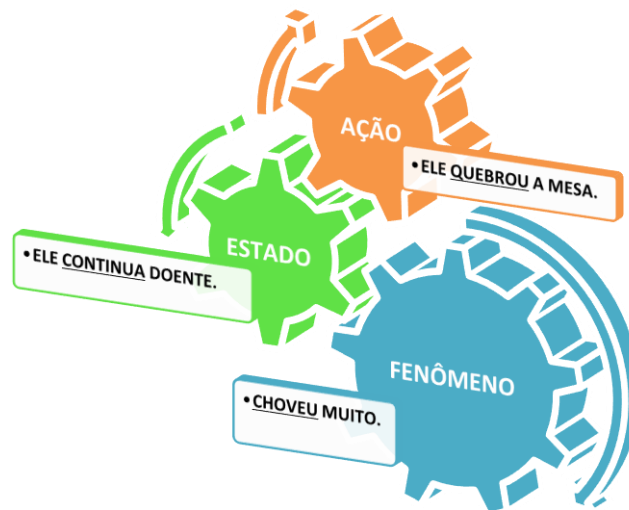 AÇÃO
• ELE QUEBROU A MESA.
ESTADO
• ELE CONTINUA DOENTE.
FENÔMENO
• CHOVEU MUITO.